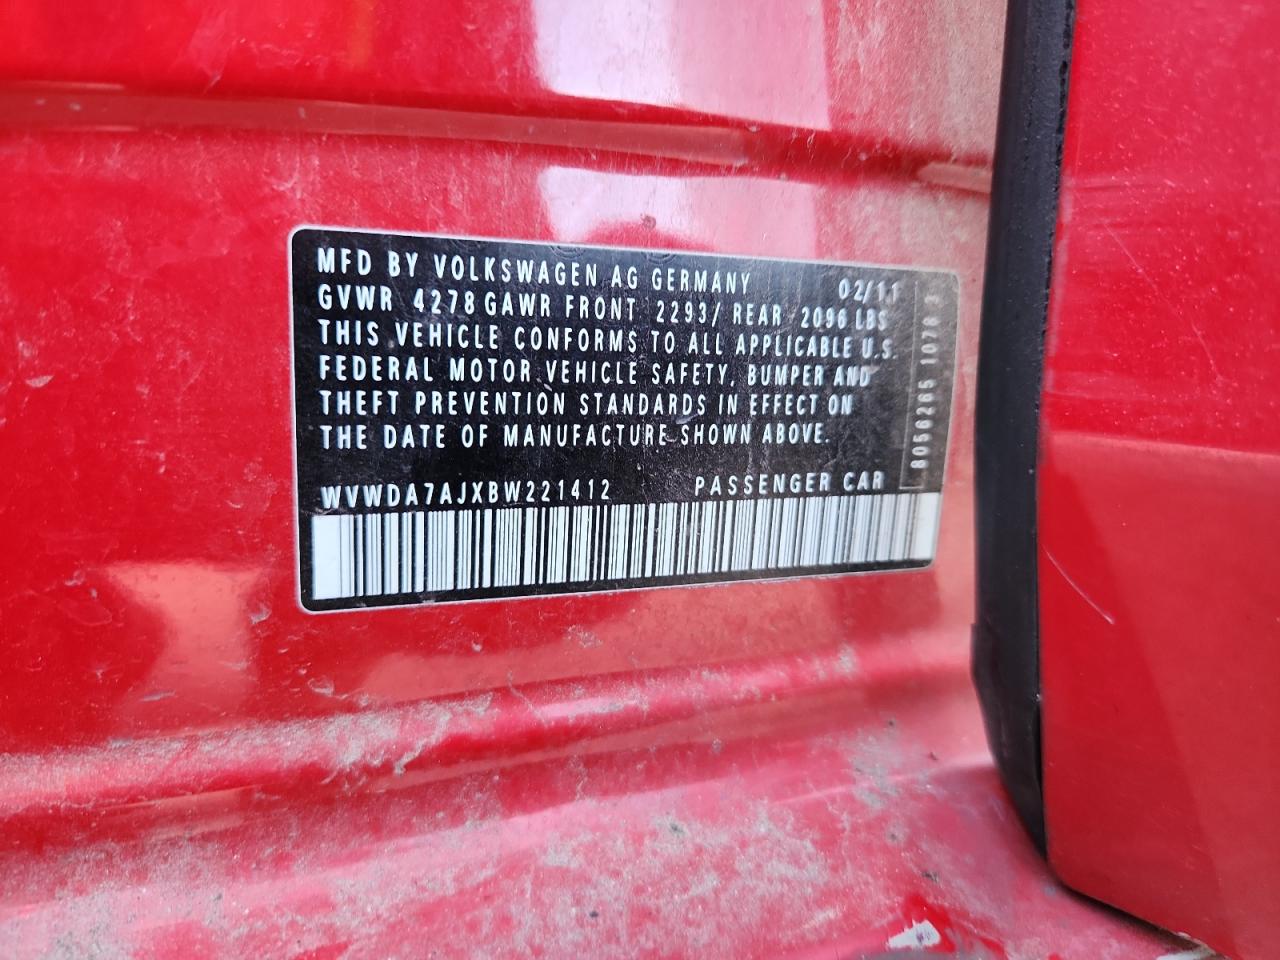 MFD BY VOLKSWAGEN AG GERMANY 02/11
GVWR 4278 GAWR FRONT 2293/ REAR 2096 LBS
THIS VEHICLE CONFORMS TO ALL APPLICABLE U.S.
FEDERAL MOTOR VEHICLE SAFETY, BUMPER AND
THEFT PREVENTION STANDARDS IN EFFECT ON
THE DATE OF MANUFACTURE SHOWN ABOVE.
WVWDA7AJXBW221412 PASSENGER CAR
8056265 1078 3